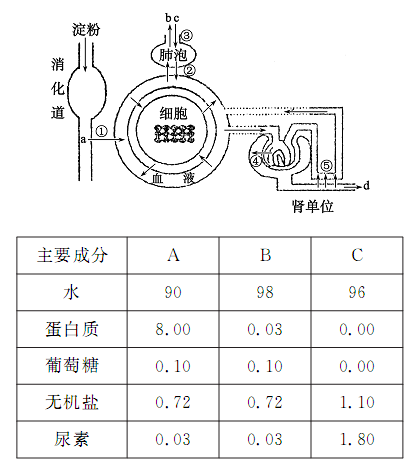 淀粉
消化道
a
①
b c
③
肺泡
②
细胞
血液
④
⑤
d
肾单位
主要成分 A B C
水 90 98 96
蛋白质 8.00 0.03 0.00
葡萄糖 0.10 0.10 0.00
无机盐 0.72 0.72 1.10
尿素 0.03 0.03 1.80